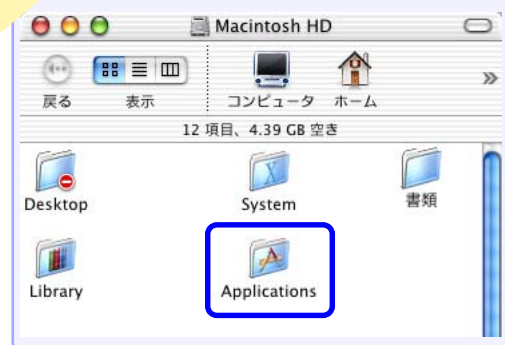 Macintosh HD
戻る 表示 コンピュータ ホーム
12 項目、4.39 GB 空き
Desktop System 書類
Library Applications